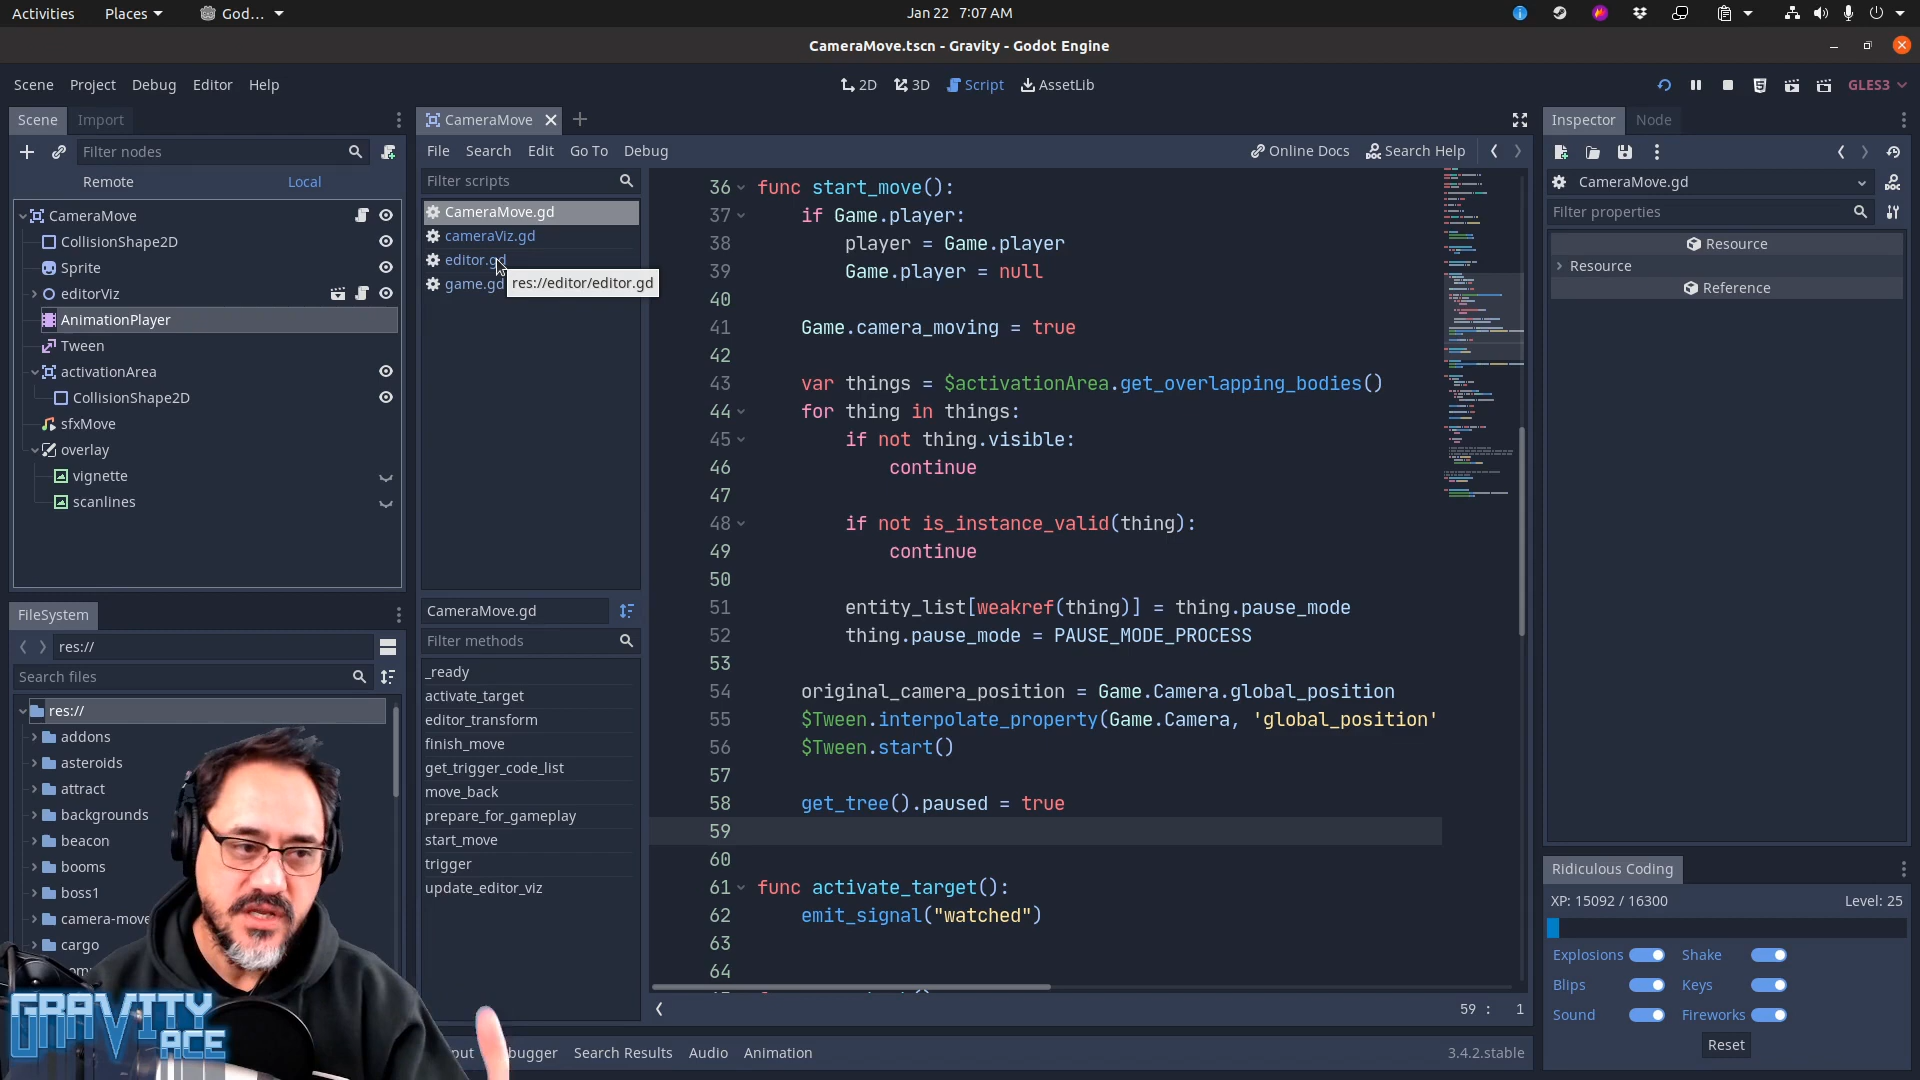 Activities Places God... Jan 22 7:07 AM
CameraMove.tscn - Gravity - Godot Engine
Scene Project Debug Editor Help 2D 3D Script AssetLib GLES3
Scene Import
Filter nodes
Remote Local
CameraMove
CollisionShape2D
Sprite
editorViz
AnimationPlayer
Tween
activationArea
CollisionShape2D
sfxMove
overlay
vignette
scanlines
FileSystem
res://
Search files
res://
addons
asteroids
attract
backgrounds
beacon
booms
boss1
camera-move
cargo
GRAVITY
ACE
CameraMove
File Search Edit Go To Debug Online Docs Search Help
Filter scripts
CameraMove.gd
cameraViz.gd
editor.gd
game.gd
res://editor/editor.gd
CameraMove.gd
Filter methods
_ready
activate_target
editor_transform
finish_move
get_trigger_code_list
move_back
prepare_for_gameplay
start_move
trigger
update_editor_viz
36 func start_move():
37 if Game.player:
38 player = Game.player
39 Game.player = null
40
41 Game.camera_moving = true
42
43 var things = $activationArea.get_overlapping_bodies()
44 for thing in things:
45 if not thing.visible:
46 continue
47
48 if not is_instance_valid(thing):
49 continue
50
51 entity_list[weakref(thing)] = thing.pause_mode
52 thing.pause_mode = PAUSE_MODE_PROCESS
53
54 original_camera_position = Game.Camera.global_position
55 $Tween.interpolate_property(Game.Camera, 'global_position'
56 $Tween.start()
57
58 get_tree().paused = true
59
60
61 func activate_target():
62 emit_signal("watched")
63
64
59 : 1
Search Results Audio Animation 3.4.2.stable
Inspector Node
CameraMove.gd
Filter properties
Resource
Resource
Reference
Ridiculous Coding
XP: 15092 / 16300 Level: 25
Explosions Shake
Blips Keys
Sound Fireworks
Reset